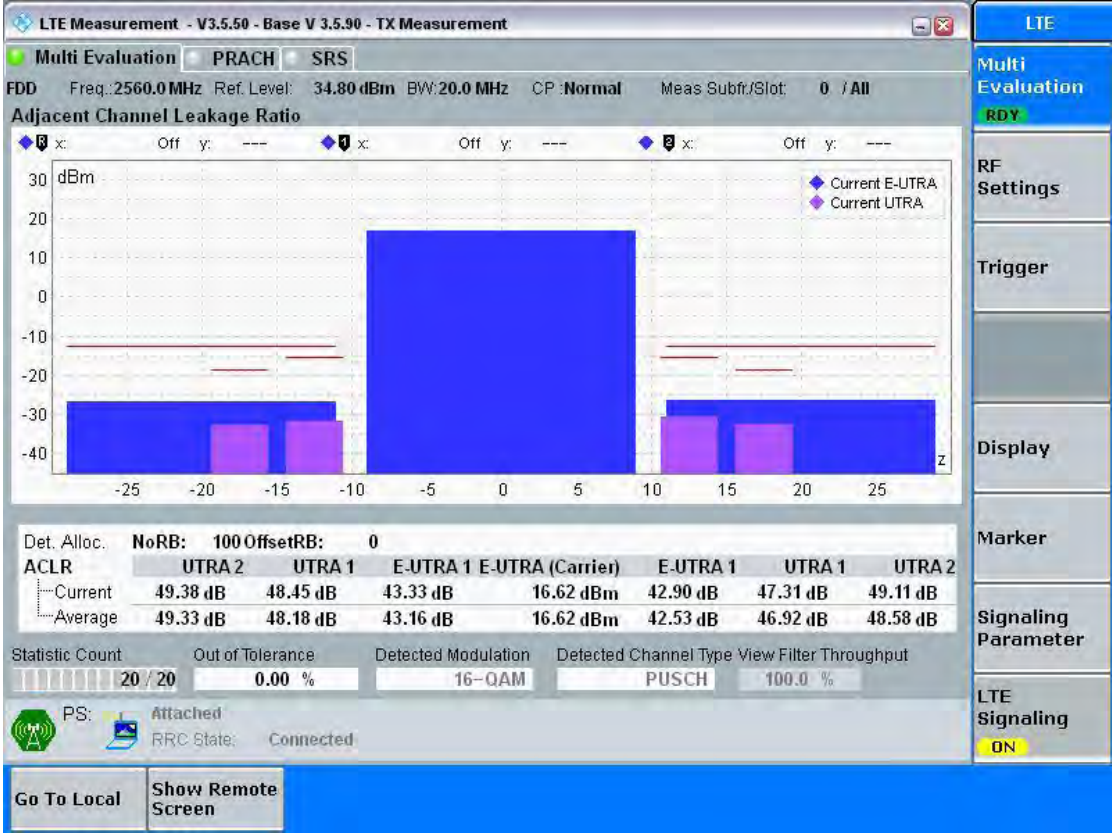 LTE Measurement - V3.5.50 - Base V 3.5.90 - TX Measurement
LTE
Multi Evaluation PRACH SRS
FDD Freq.:2560.0 MHz Ref. Level: 34.80 dBm BW:20.0 MHz CP :Normal Meas Subfr./Slot: 0 / All
Adjacent Channel Leakage Ratio
R x: Off y: --- 1 x: Off y: --- 2 x: Off y: ---
dBm
Current E-UTRA
Current UTRA
30
20
10
0
-10
-20
-30
-40
z
-25 -20 -15 -10 -5 0 5 10 15 20 25
Det. Alloc. NoRB: 100 OffsetRB: 0
ACLR UTRA 2 UTRA 1 E-UTRA 1 E-UTRA (Carrier) E-UTRA 1 UTRA 1 UTRA 2
Current 49.38 dB 48.45 dB 43.33 dB 16.62 dBm 42.90 dB 47.31 dB 49.11 dB
Average 49.33 dB 48.18 dB 43.16 dB 16.62 dBm 42.53 dB 46.92 dB 48.58 dB
Statistic Count Out of Tolerance Detected Modulation Detected Channel Type View Filter Throughput
20 / 20 0.00 % 16-QAM PUSCH 100.0 %
PS: Attached
RRC State: Connected
Multi
Evaluation
RDY
RF
Settings
Trigger
Display
Marker
Signaling
Parameter
LTE
Signaling
ON
Go To Local
Show Remote
Screen